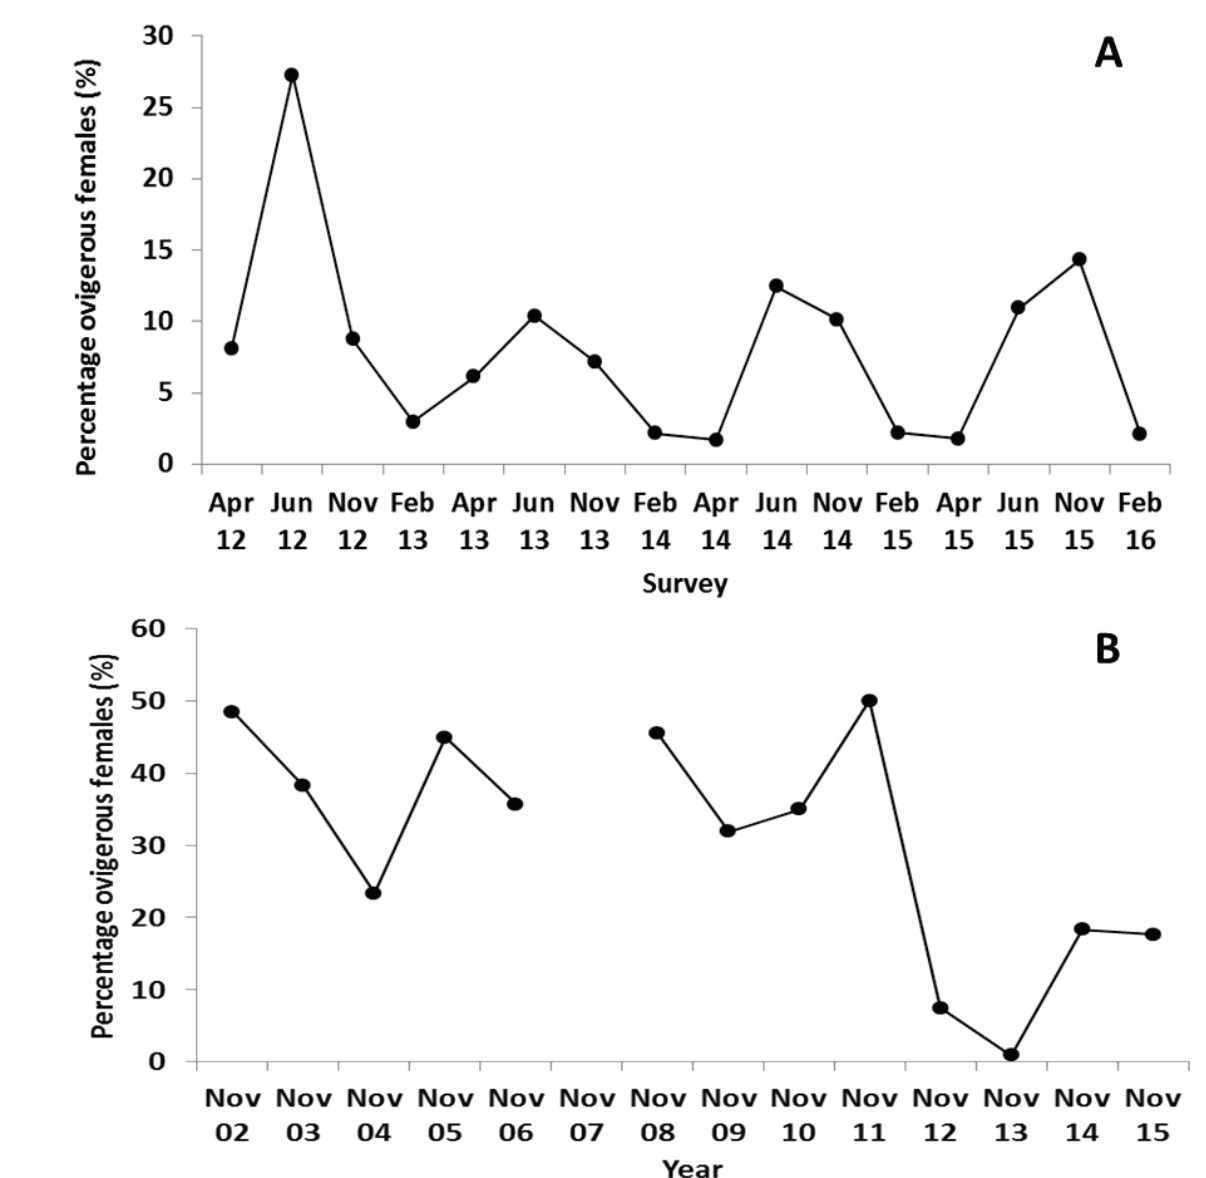 A
Percentage ovigerous females (%)
30
25
20
15
10
5
0
Apr Jun Nov Feb Apr Jun Nov Feb Apr Jun Nov Feb Apr Jun Nov Feb
12 12 12 13 13 13 13 14 14 14 14 15 15 15 15 16
Survey
B
Percentage ovigerous females (%)
60
50
40
30
20
10
0
Nov Nov Nov Nov Nov Nov Nov Nov Nov Nov Nov Nov Nov Nov
02 03 04 05 06 07 08 09 10 11 12 13 14 15
Year